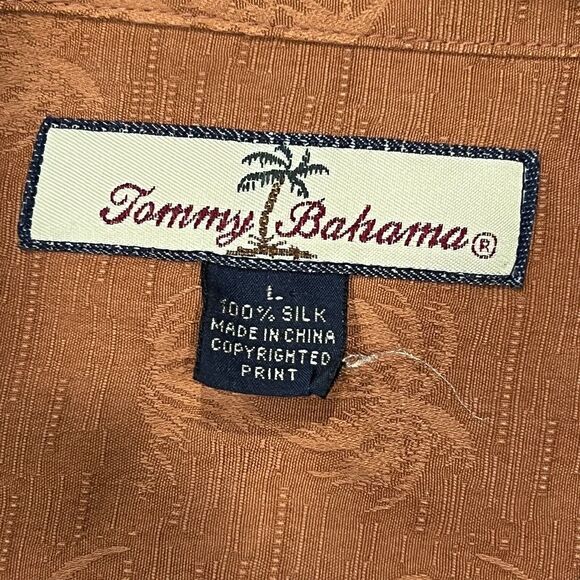 Tommy Bahama®
L
100% SILK
MADE IN CHINA
COPYRIGHTED
PRINT